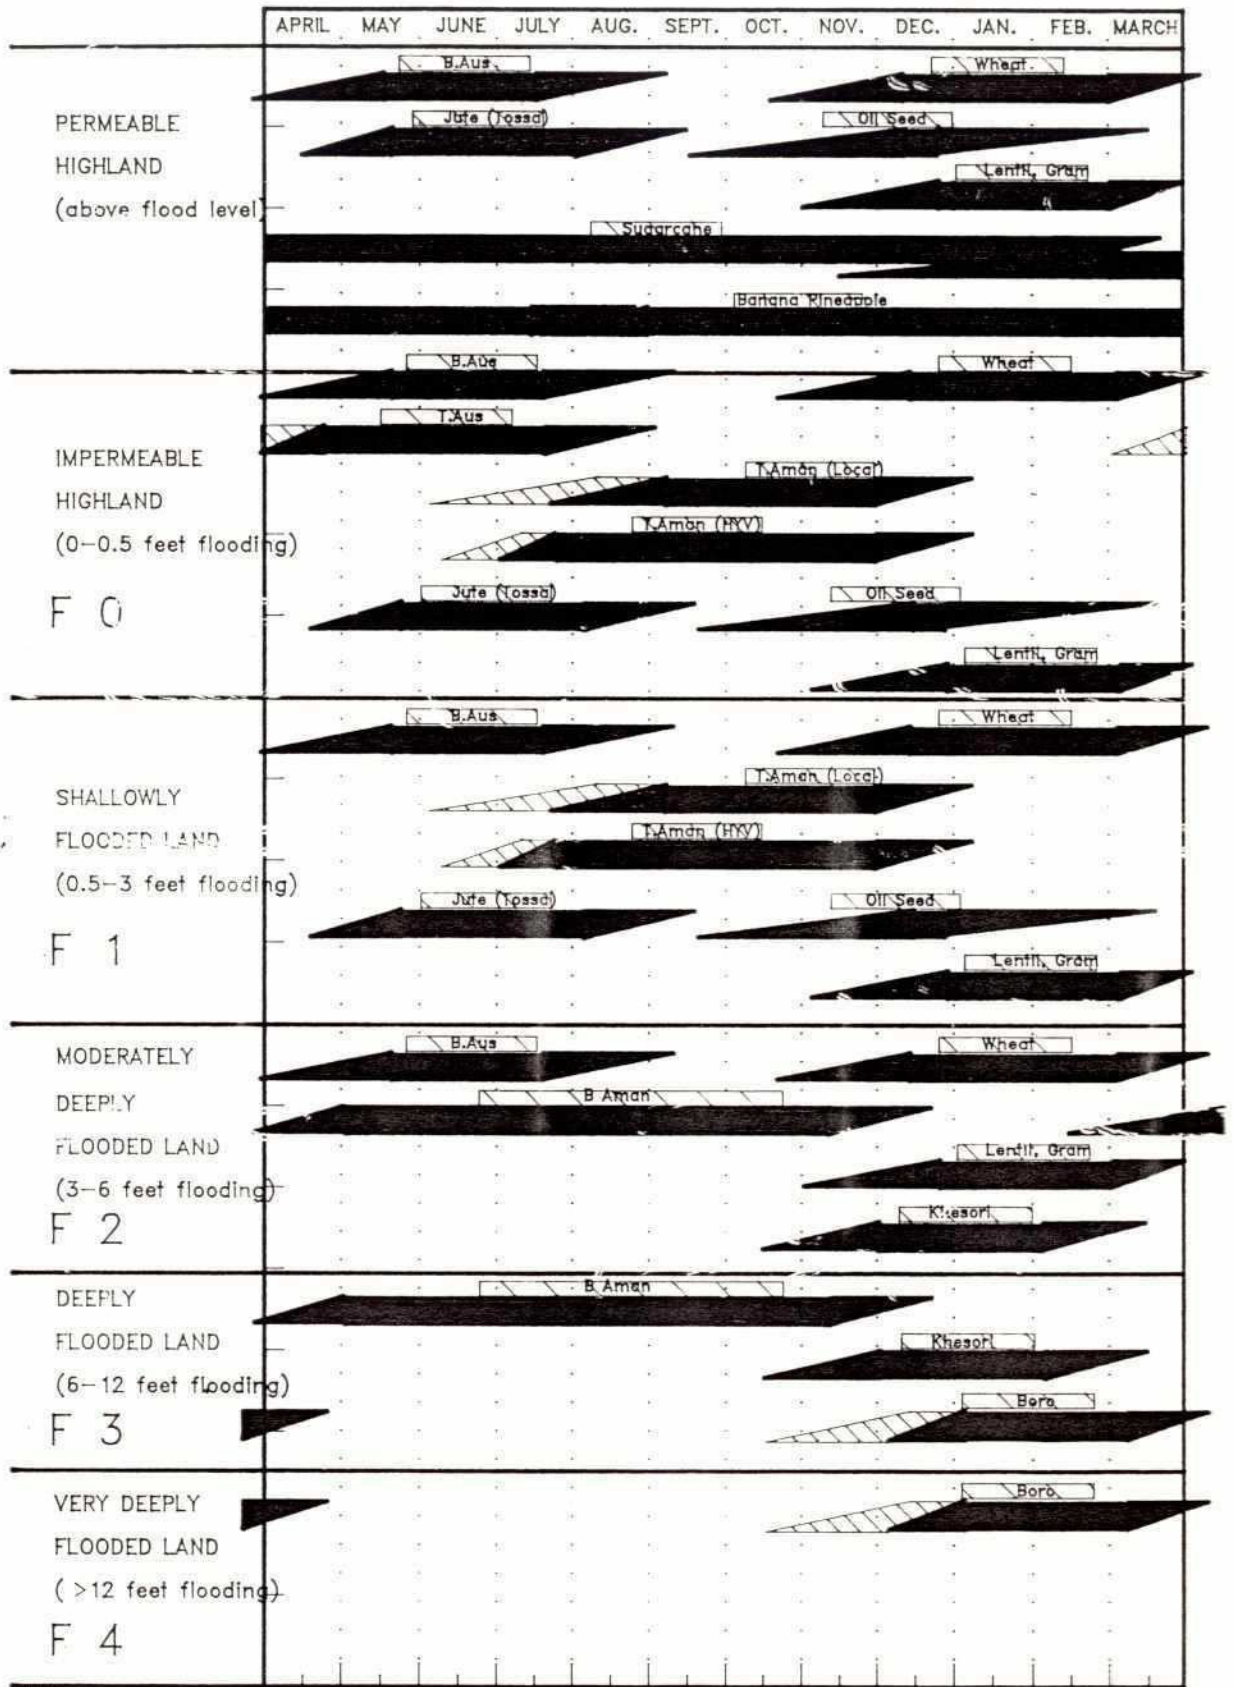 APRIL MAY JUNE JULY AUG. SEPT. OCT. NOV. DEC. JAN. FEB. MARCH
PERMEABLE
HIGHLAND
(above flood level)
B.Aus Wheat
Jute (Tossa) Oil Seed
Lentil, Gram
Sugarcane
Banana Pineapple
IMPERMEABLE
HIGHLAND
(0-0.5 feet flooding)
F 0
B.Aus Wheat
T.Aus
T.Aman (Local)
T.Aman (HYV)
Jute (Tossa) Oil Seed
Lentil, Gram
SHALLOWLY
FLOODED LAND
(0.5-3 feet flooding)
F 1
B.Aus Wheat
T.Aman (Local)
T.Aman (HYV)
Jute (Tossa) Oil Seed
Lentil, Gram
MODERATELY
DEEPLY
FLOODED LAND
(3-6 feet flooding)
F 2
B.Aus Wheat
B Aman
Lentil, Gram
Khesori
DEEPLY
FLOODED LAND
(6-12 feet flooding)
F 3
B Aman
Khesori
Boro
VERY DEEPLY
FLOODED LAND
( >12 feet flooding)
F 4
Boro